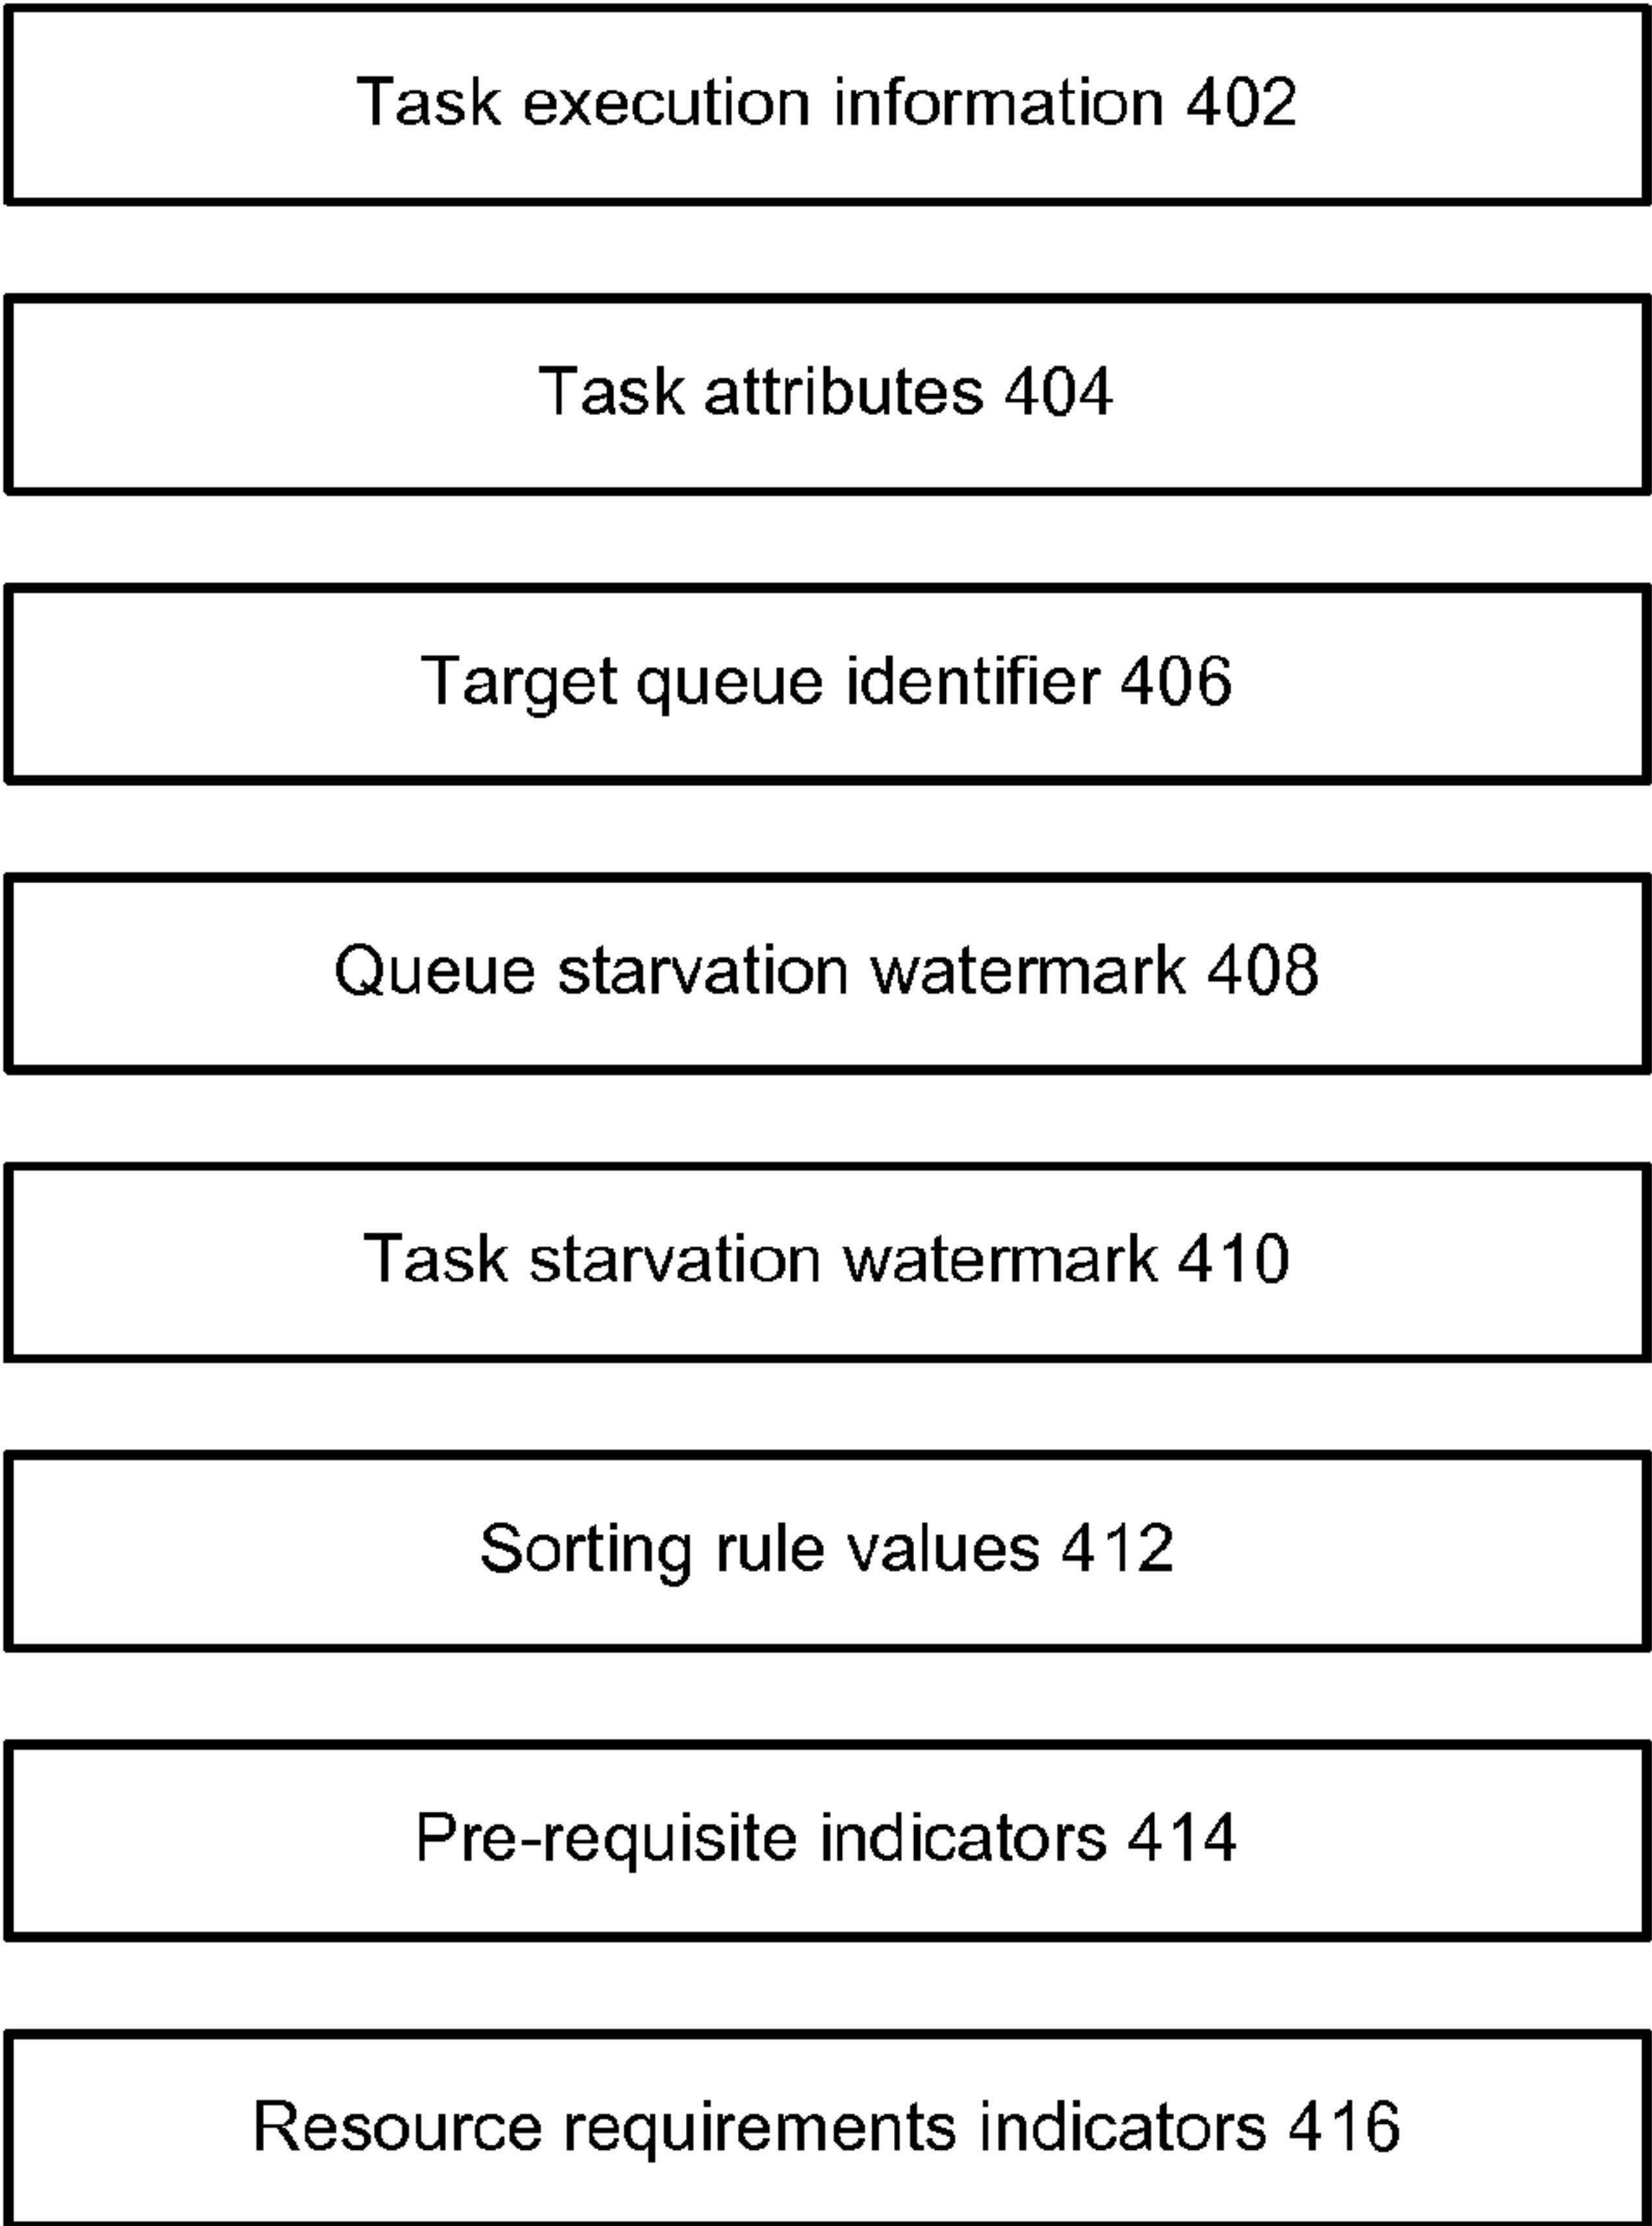 Task execution information 402
Task attributes 404
Target queue identifier 406
Queue starvation watermark 408
Task starvation watermark 410
Sorting rule values 412
Pre-requisite indicators 414
Resource requirements indicators 416